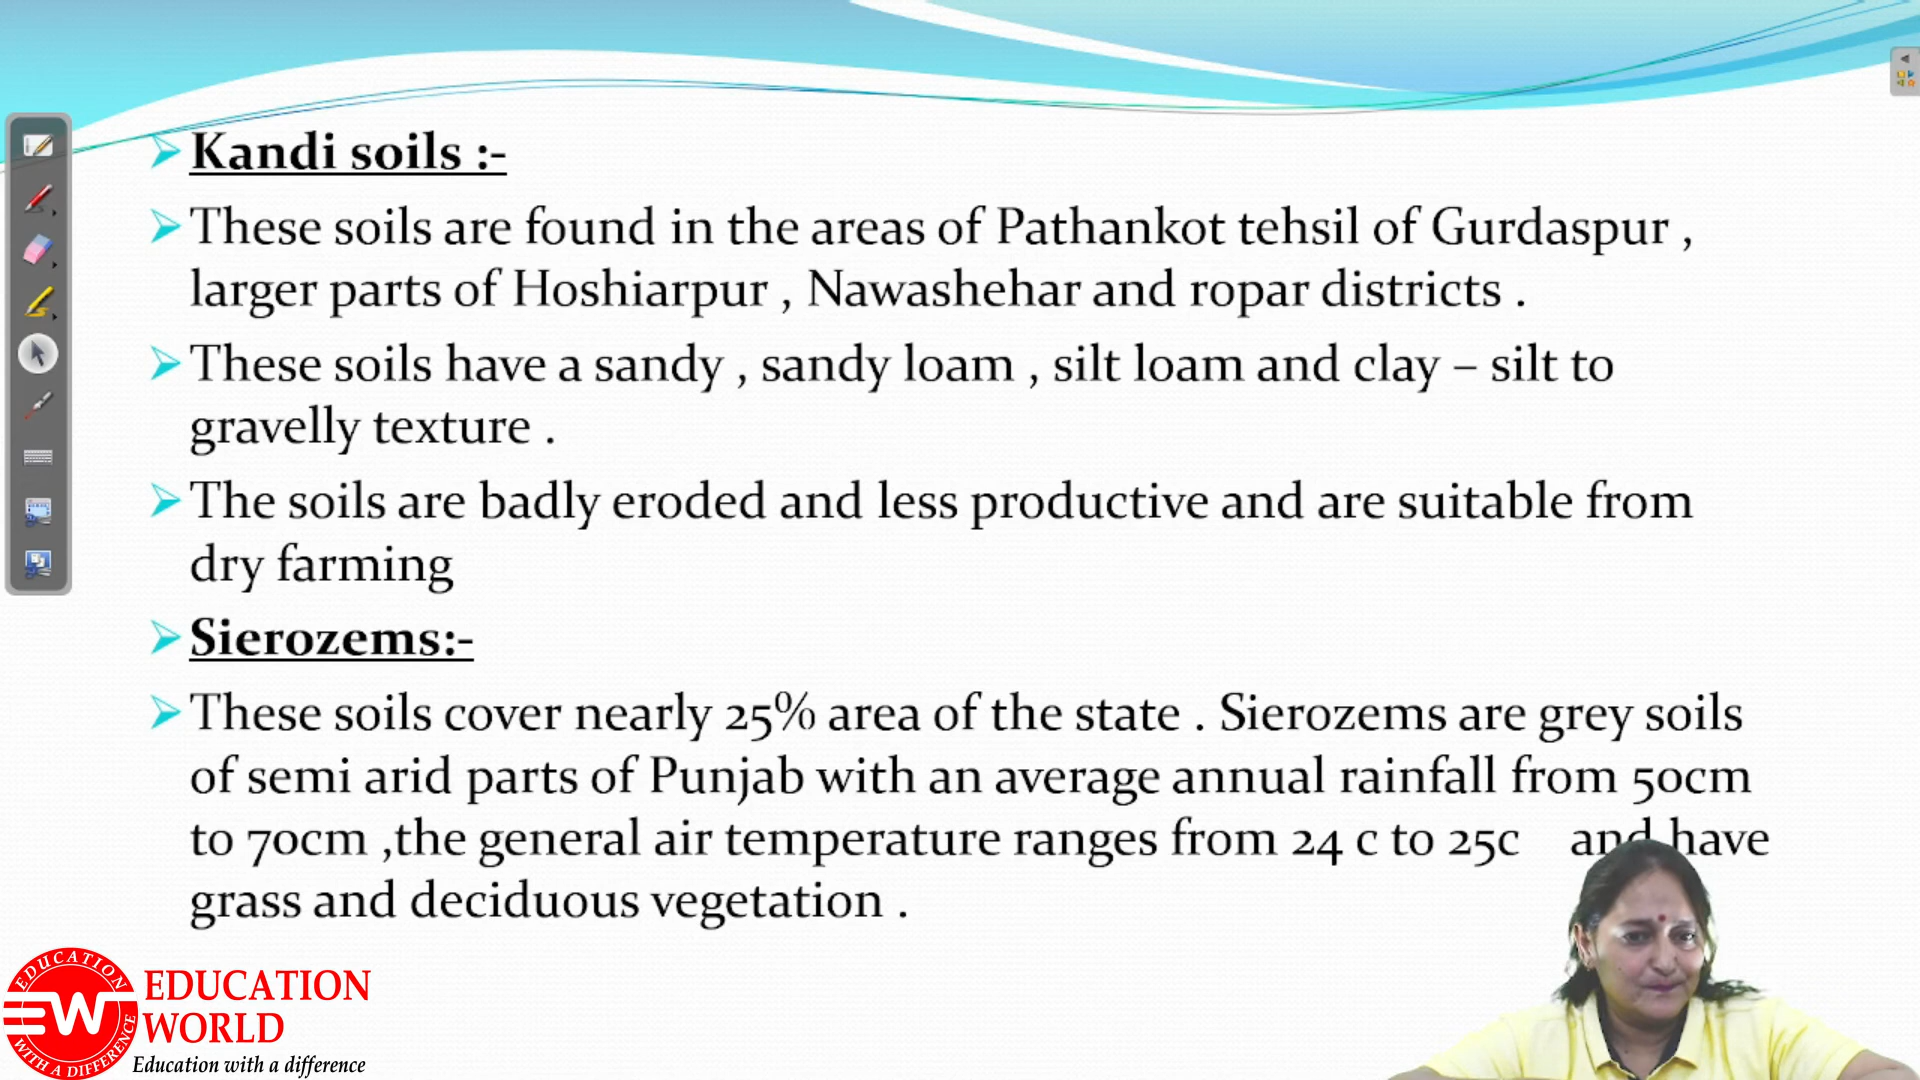 Kandi soils :-
These soils are found in the areas of Pathankot tehsil of Gurdaspur ,
larger parts of Hoshiarpur , Nawashehar and ropar districts .
These soils have a sandy , sandy loam , silt loam and clay – silt to
gravelly texture .
The soils are badly eroded and less productive and are suitable from
dry farming
Sierozems:-
These soils cover nearly 25% area of the state . Sierozems are grey soils
of semi arid parts of Punjab with an average annual rainfall from 50cm
to 70cm ,the general air temperature ranges from 24 c to 25c and have
grass and deciduous vegetation .
EDUCATION
WITH A DIFFERENCE
EW
EDUCATION
WORLD
Education with a difference